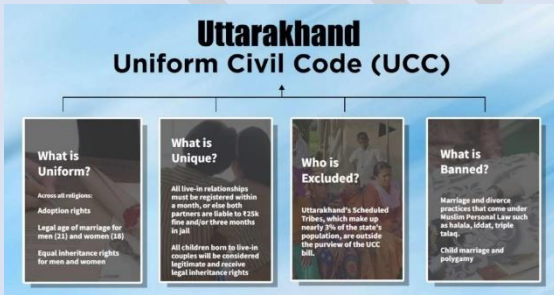 Uttarakhand
Uniform Civil Code (UCC)
What is
Uniform?
Across all religions:
Adoption rights
Legal age of marriage for
men (21) and women (18)
Equal inheritance rights
for men and women
What is
Unique?
All live-in relationships
must be registered within
a month, or else both
partners are liable to ₹25k
fine and/or three months
in jail
All children born to live-in
couples will be considered
legitimate and receive
legal inheritance rights
Who is
Excluded?
Uttarakhand's Scheduled
Tribes, which make up
nearly 3% of the state's
population, are outside
the purview of the UCC
bill.
What is
Banned?
Marriage and divorce
practices that come under
Muslim Personal Law such
as halala, iddat, triple
talaq.
Child marriage and
polygamy